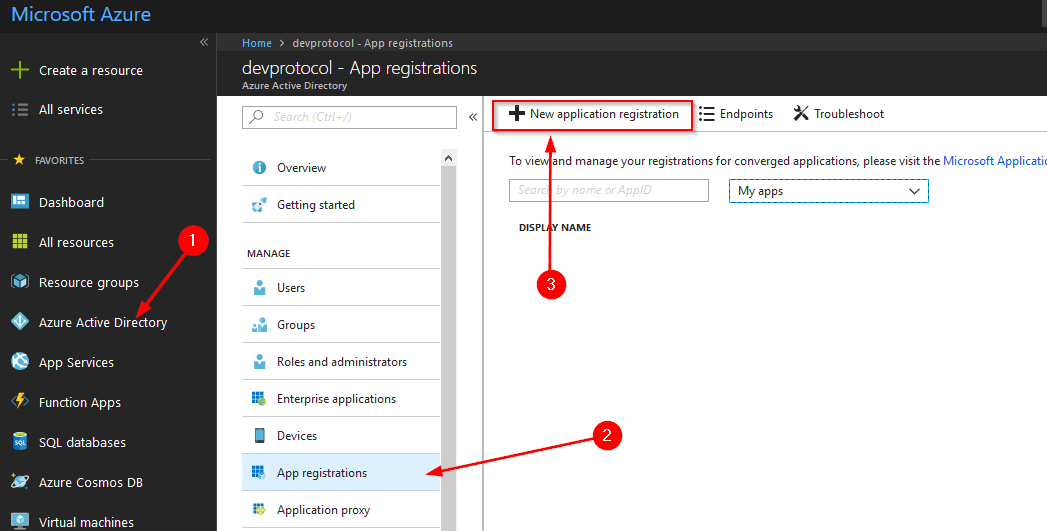 Microsoft Azure
«
Create a resource
All services
FAVORITES
Dashboard
All resources
Resource groups
Azure Active Directory
App Services
Function Apps
SQL databases
Azure Cosmos DB
Virtual machines
1
Home > devprotocol - App registrations
devprotocol - App registrations
Azure Active Directory
Search (Ctrl+/)
«
Overview
Getting started
MANAGE
Users
Groups
Roles and administrators
Enterprise applications
Devices
App registrations
Application proxy
2
New application registration
Endpoints
Troubleshoot
To view and manage your registrations for converged applications, please visit the Microsoft Applicatio
Search by name or AppID
My apps
DISPLAY NAME
3